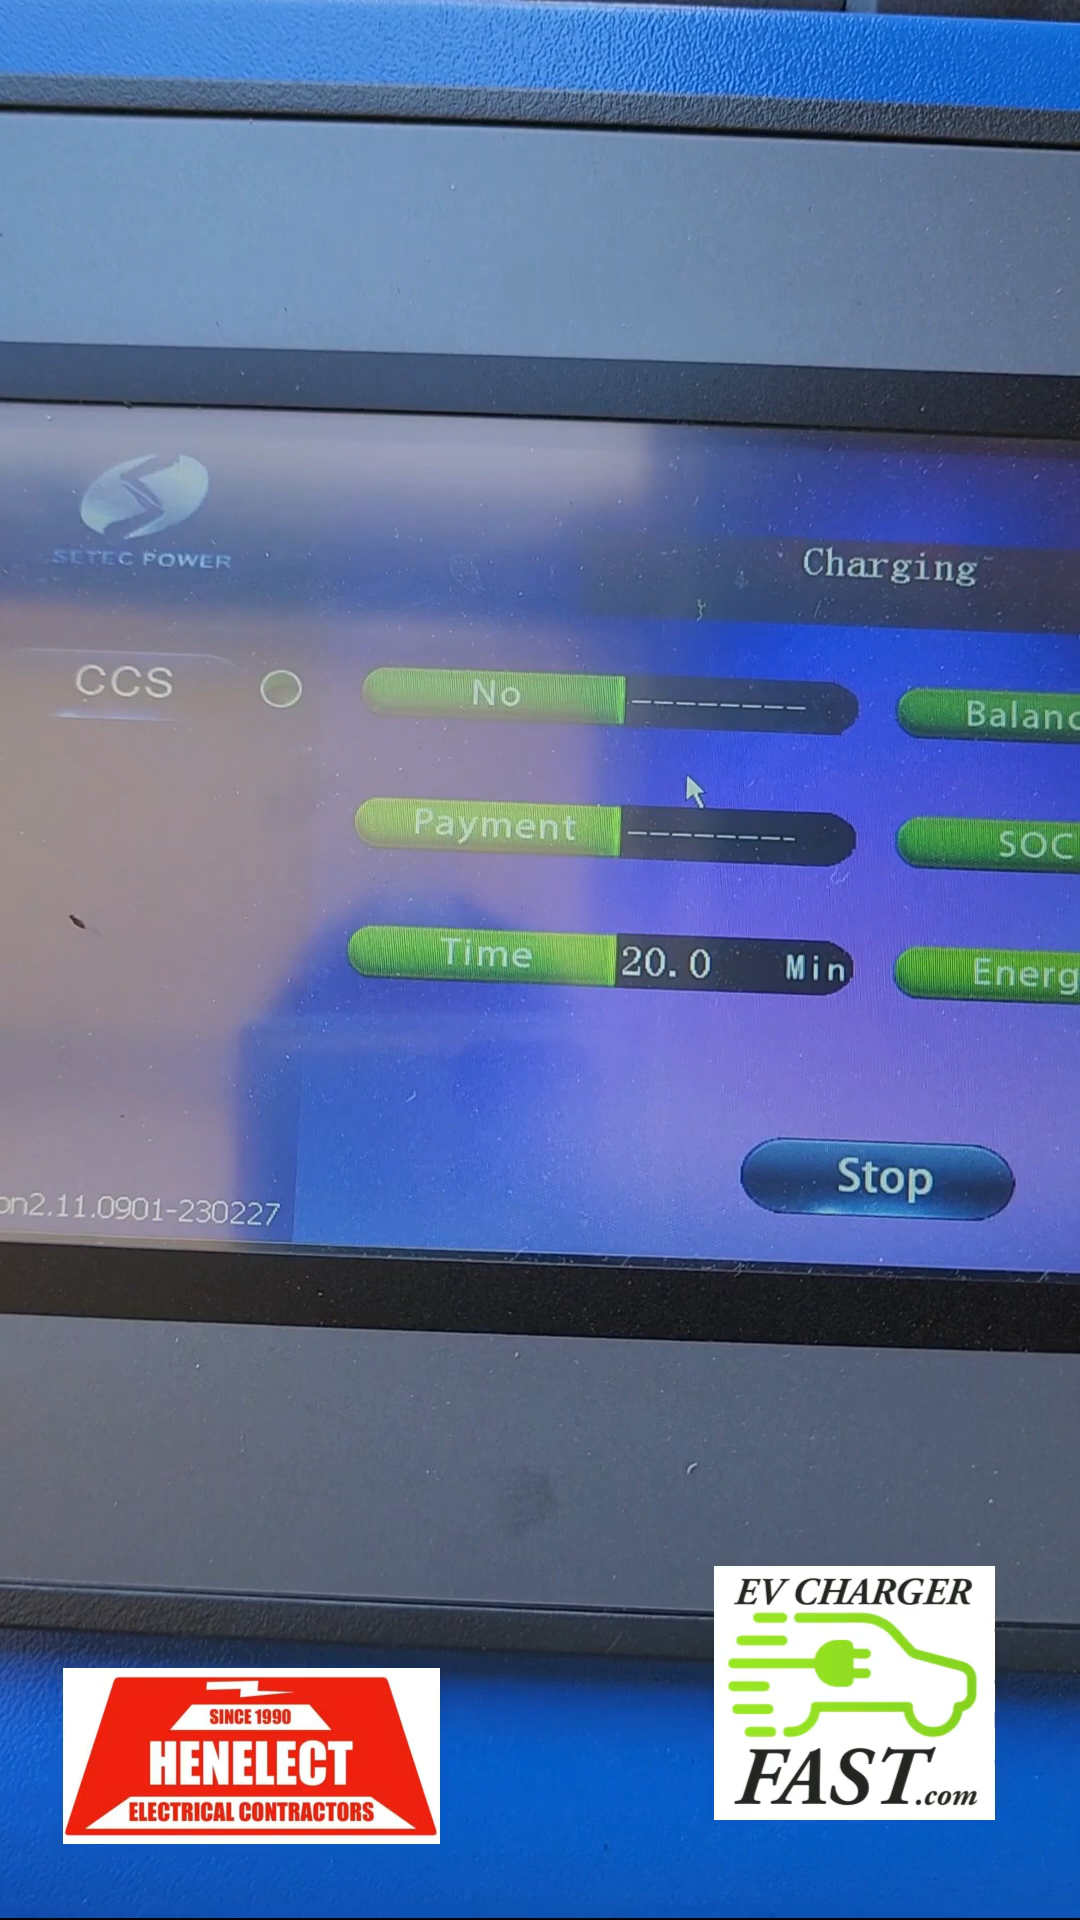 SETEC POWER
Charging
CCS
No --------
Balanc
Payment --------
SOC
Time 20.0 Min
Energ
Stop
on2.11.0901-230227
EV CHARGER
FAST.com
SINCE 1990
HENELECT
ELECTRICAL CONTRACTORS